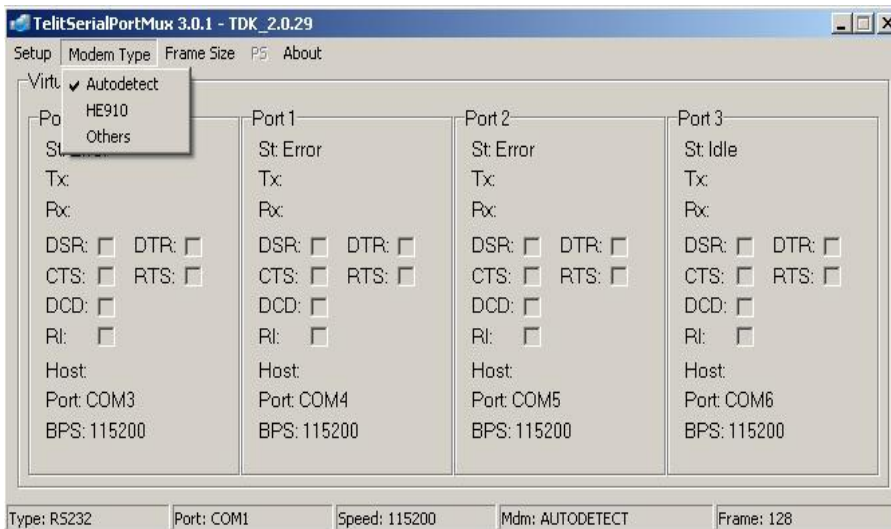 TelitSerialPortMux 3.0.1 - TDK_2.0.29
Setup Modem Type Frame Size PS About
Autodetect
HE910
Others
Port 1 Port 2 Port 3
St: Error St: Error St: Idle
Tx: Tx: Tx: Tx:
Rx: Rx: Rx: Rx:
DSR: DTR: DSR: DTR: DSR: DTR: DSR: DTR:
CTS: RTS: CTS: RTS: CTS: RTS: CTS: RTS:
DCD: DCD: DCD: DCD:
RI: RI: RI: RI:
Host: Host: Host: Host:
Port: COM3 Port: COM4 Port: COM5 Port: COM6
BPS: 115200 BPS: 115200 BPS: 115200 BPS: 115200
Type: RS232 Port: COM1 Speed: 115200 Mdm: AUTODETECT Frame: 128